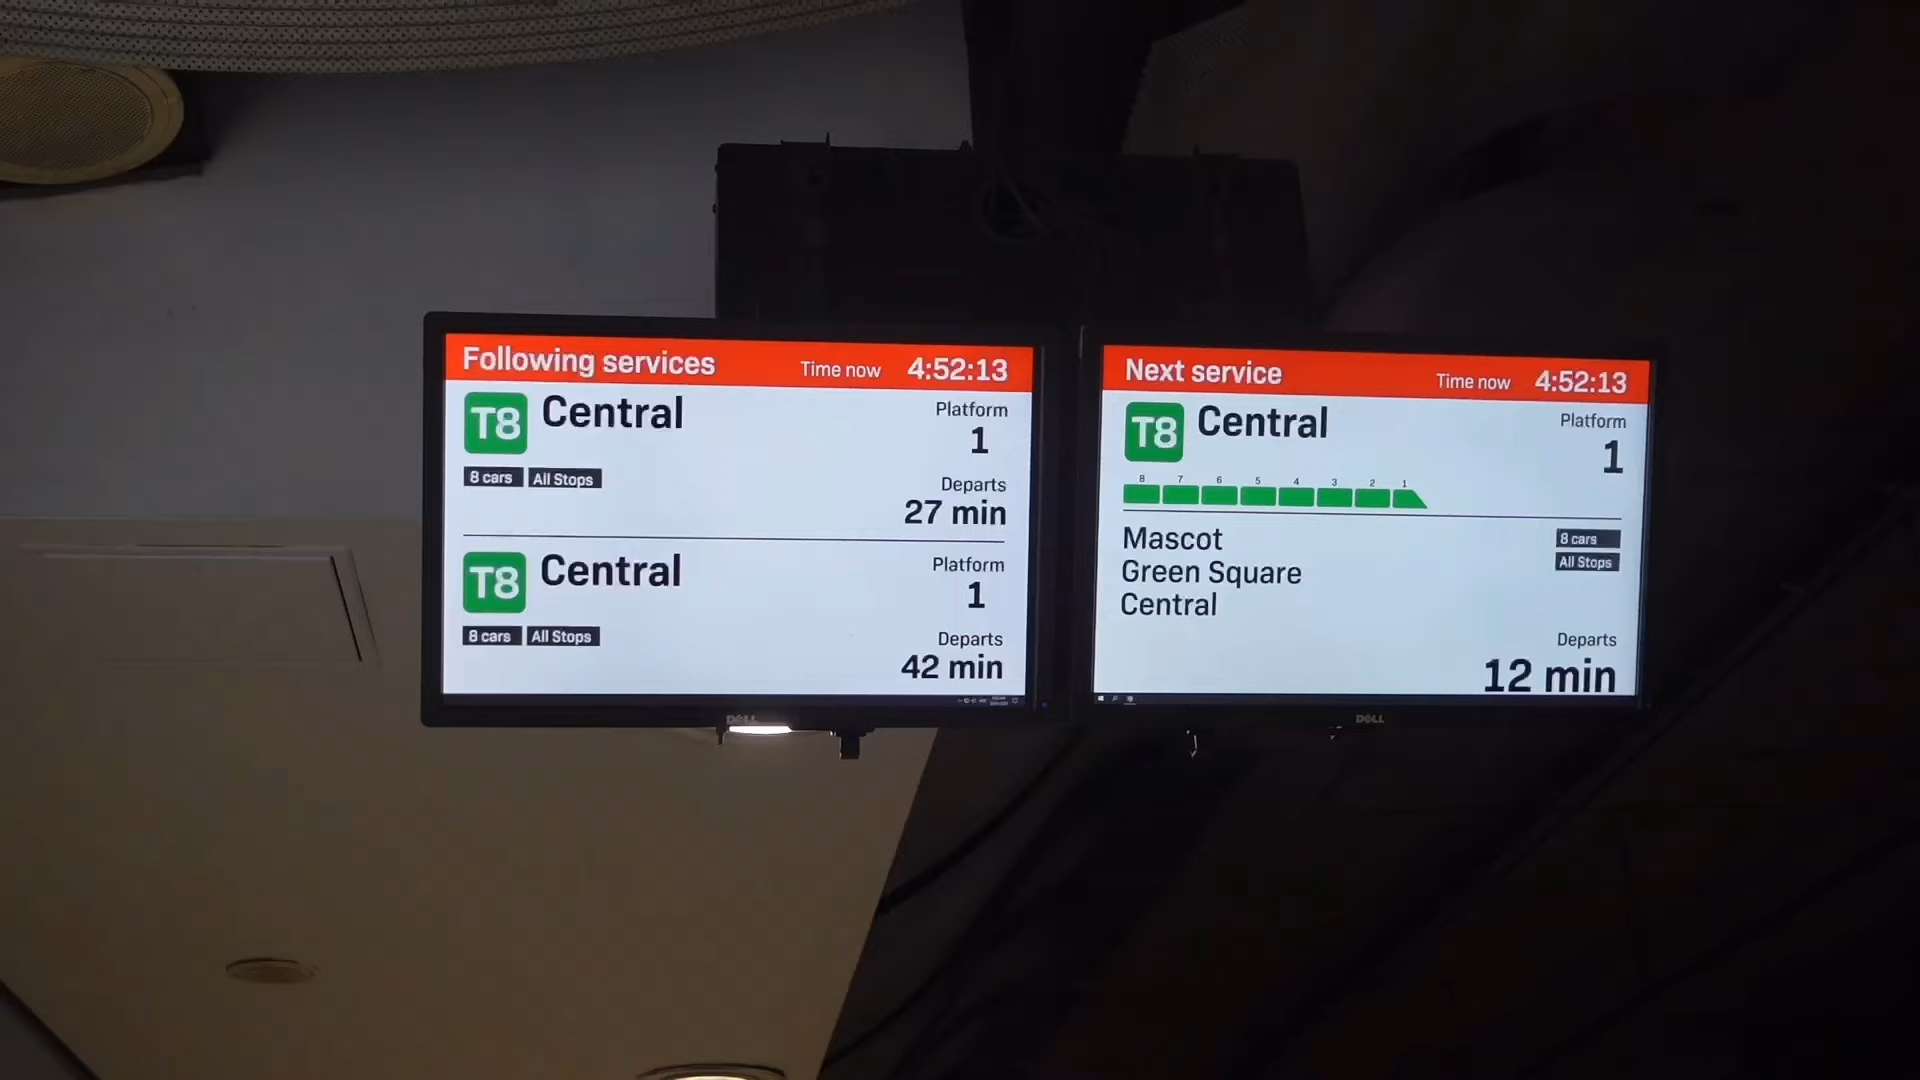 Following services Time now 4:52:13
T8 Central Platform
1
8 cars All Stops Departs
27 min
T8 Central Platform
1
8 cars All Stops Departs
42 min
DELL
Next service Time now 4:52:13
T8 Central Platform
1
8 7 6 5 4 3 2 1
Mascot 8 cars
Green Square All Stops
Central
Departs
12 min
DELL